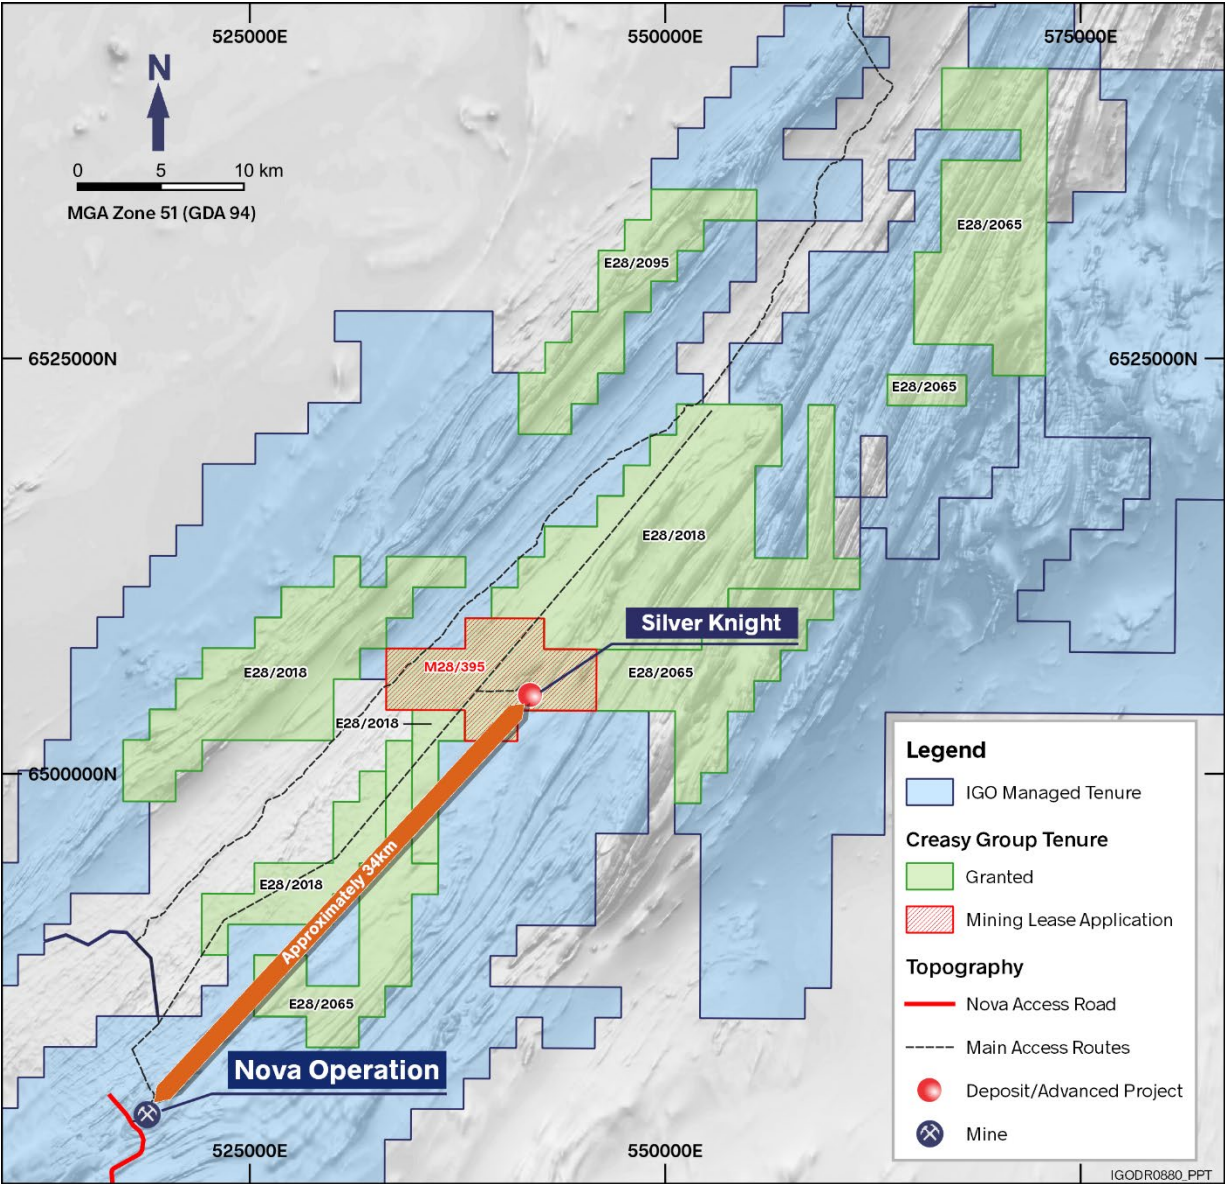 525000E
550000E
575000E
N
0 5 10 km
MGA Zone 51 (GDA 94)
E28/2065
E28/2095
6525000N
6525000N
E28/2065
E28/2018
Silver Knight
M28/395
E28/2018
E28/2065
E28/2018
6500000N
Approximately 34km
E28/2018
E28/2065
Nova Operation
525000E
550000E
Legend
IGO Managed Tenure
Creasy Group Tenure
Granted
Mining Lease Application
Topography
Nova Access Road
Main Access Routes
Deposit/Advanced Project
Mine
IGODR0880_PPT